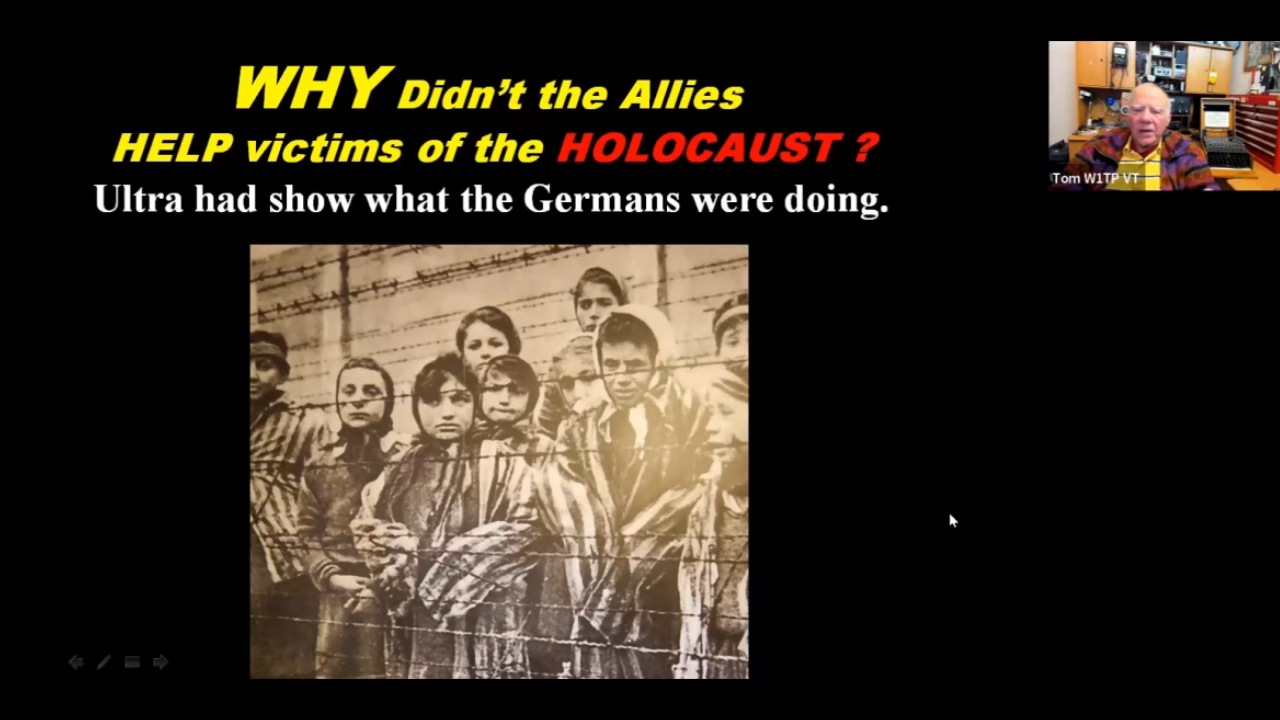 WHY Didn't the Allies
HELP victims of the HOLOCAUST ?
Ultra had show what the Germans were doing.
Tom W1TP VT